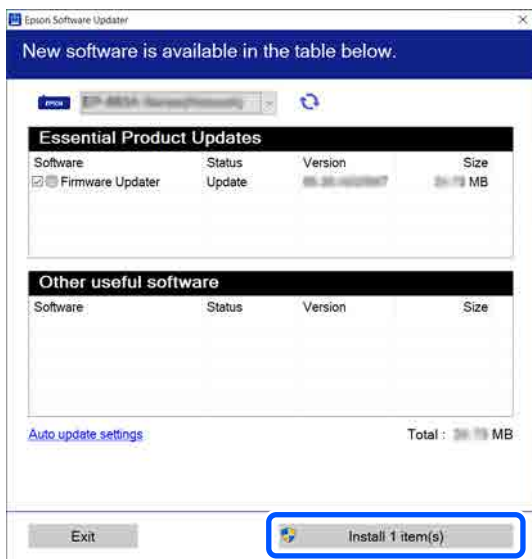 Epson Software Updater
New software is available in the table below.
EPSON
Essential Product Updates
Software Status Version Size
Firmware Updater Update MB
Other useful software
Software Status Version Size
Auto update settings Total : MB
Exit Install 1 item(s)